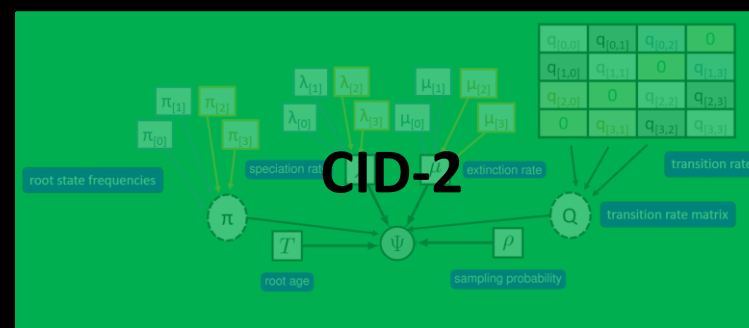 q[0,0] q[0,1] q[0,2] 0
q[1,0] q[1,1] 0 q[1,3]
q[2,0] 0 q[2,2] q[2,3]
0 q[3,1] q[3,2] q[3,3]
λ[1] λ[2] μ[1] μ[2]
π[1] π[2]
λ[0] λ[3] μ[0] μ[3]
π[0] π[3]
root state frequencies
speciation rate
CID-2
extinction rate
transition rate
π
Q
transition rate matrix
T
Ψ
ρ
root age
sampling probability